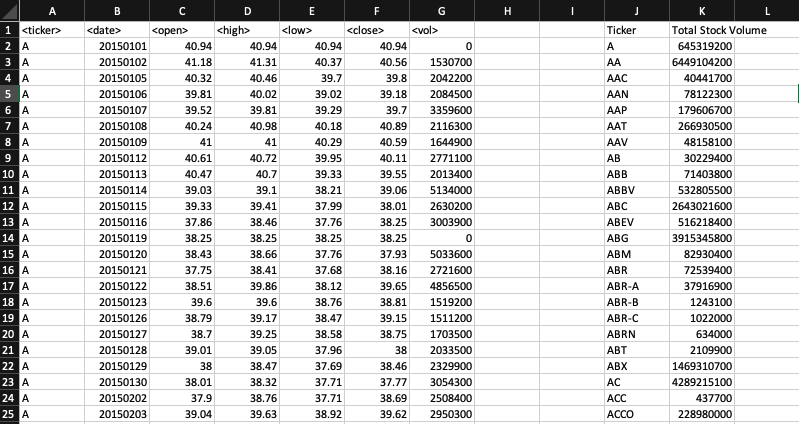 A B C D E F G H I J K L
1 <ticker> <date> <open> <high> <low> <close> <vol> Ticker Total Stock Volume
2 A 20150101 40.94 40.94 40.94 40.94 0 A 645319200
3 A 20150102 41.18 41.31 40.37 40.56 1530700 AA 6449104200
4 A 20150105 40.32 40.46 39.7 39.8 2042200 AAC 40441700
5 A 20150106 39.81 40.02 39.02 39.18 2084500 AAN 78122300
6 A 20150107 39.52 39.81 39.29 39.7 3359600 AAP 179606700
7 A 20150108 40.24 40.98 40.18 40.89 2116300 AAT 266930500
8 A 20150109 41 41 40.29 40.59 1644900 AAV 48158100
9 A 20150112 40.61 40.72 39.95 40.11 2771100 AB 30229400
10 A 20150113 40.47 40.7 39.33 39.55 2013400 ABB 71403800
11 A 20150114 39.03 39.1 38.21 39.06 5134000 ABBV 532805500
12 A 20150115 39.33 39.41 37.99 38.01 2630200 ABC 2643021600
13 A 20150116 37.86 38.46 37.76 38.25 3003900 ABEV 516218400
14 A 20150119 38.25 38.25 38.25 38.25 0 ABG 3915345800
15 A 20150120 38.43 38.66 37.76 37.93 5033600 ABM 82930400
16 A 20150121 37.75 38.41 37.68 38.16 2721600 ABR 72539400
17 A 20150122 38.51 39.86 38.12 39.65 4856500 ABR-A 37916900
18 A 20150123 39.6 39.6 38.76 38.81 1519200 ABR-B 1243100
19 A 20150126 38.79 39.17 38.47 39.15 1511200 ABR-C 1022000
20 A 20150127 38.7 39.25 38.58 38.75 1703500 ABRN 634000
21 A 20150128 39.01 39.05 37.96 38 2033500 ABT 2109900
22 A 20150129 38 38.47 37.69 38.46 2329900 ABX 1469310700
23 A 20150130 38.01 38.32 37.71 37.77 3054300 AC 4289215100
24 A 20150202 37.9 38.76 37.71 38.69 2508400 ACC 437700
25 A 20150203 39.04 39.63 38.92 39.62 2950300 ACCO 228980000